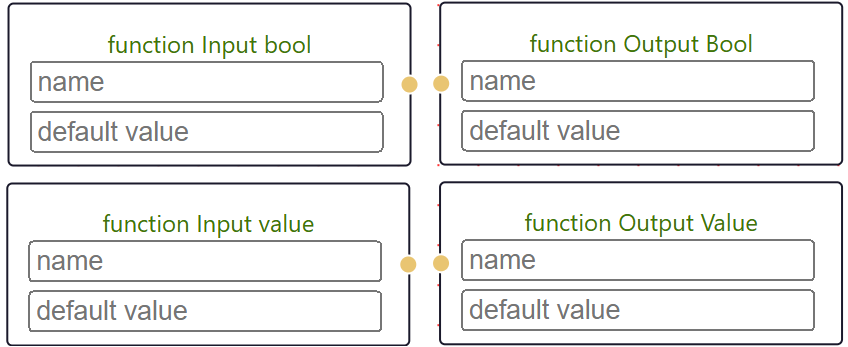 function Input bool
name
default value
function Output Bool
name
default value
function Input value
name
default value
function Output Value
name
default value